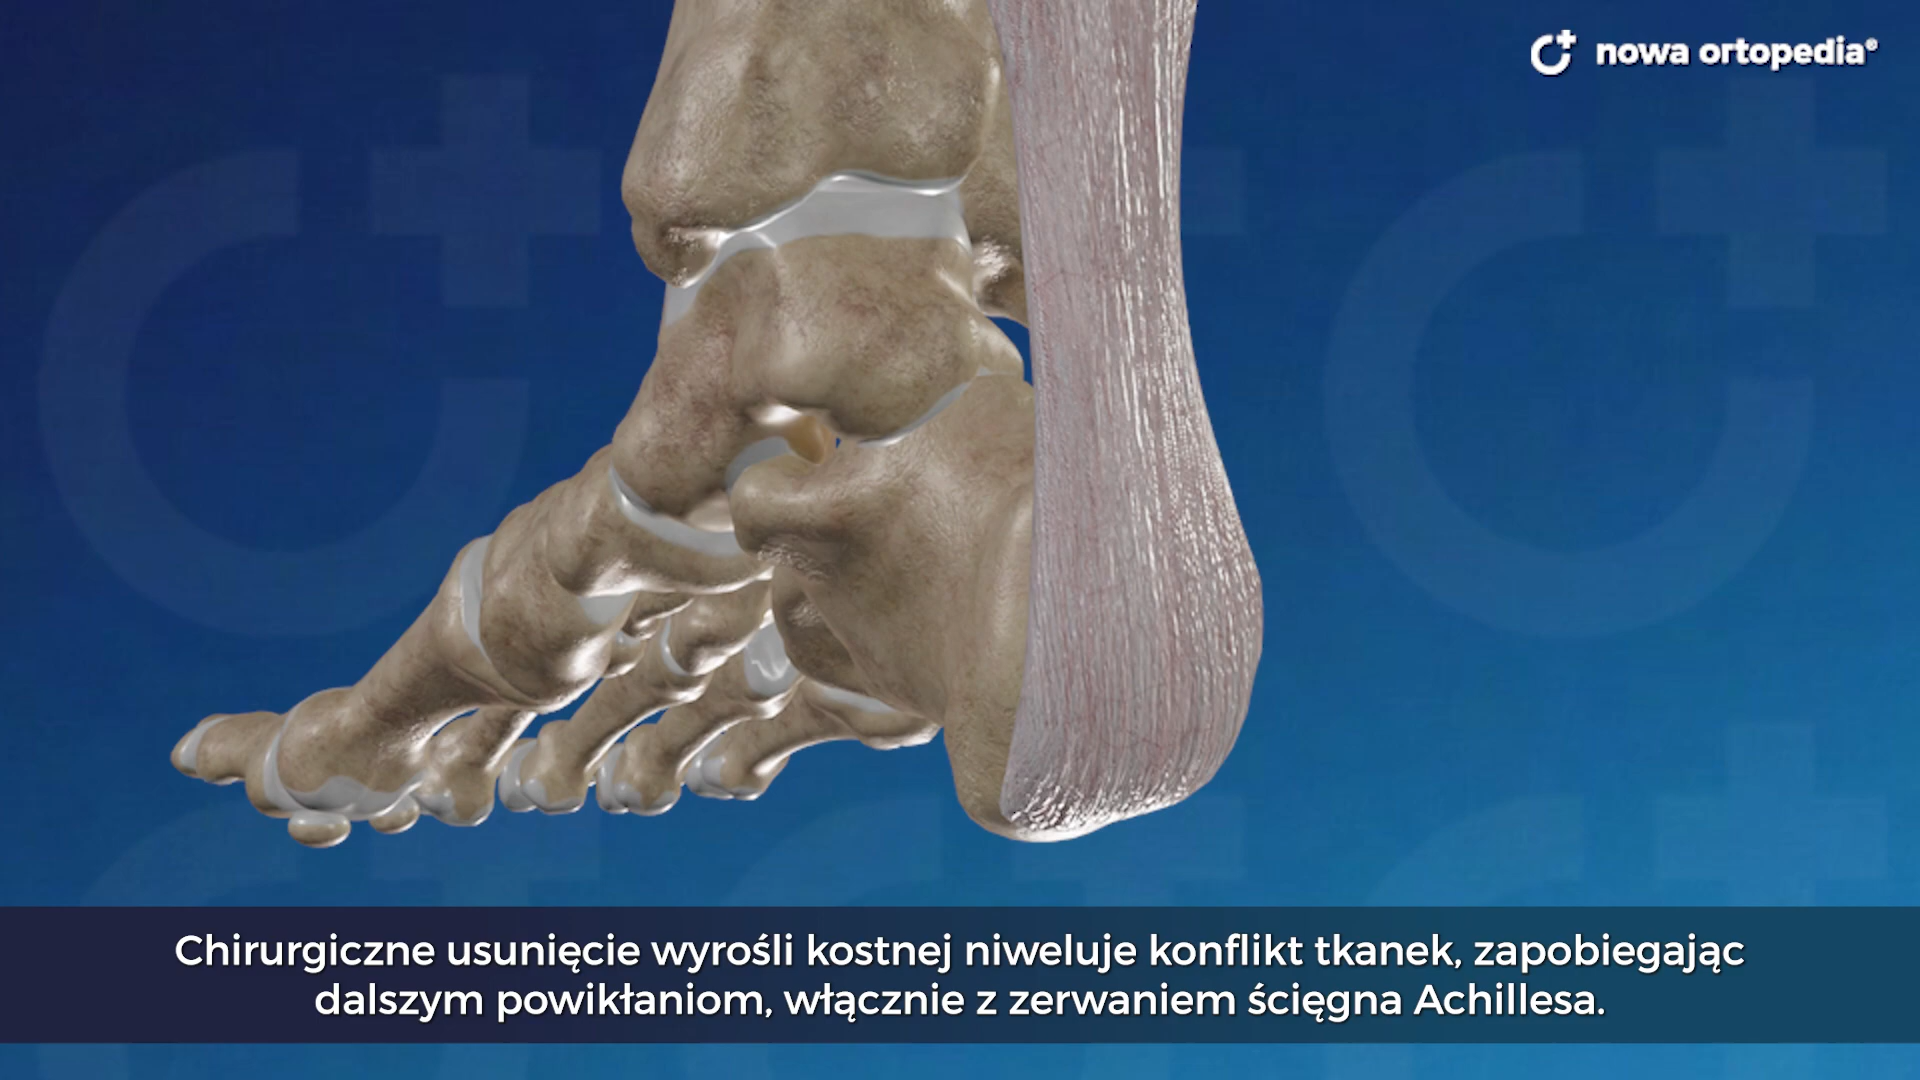 nowa ortopedia®
Chirurgiczne usunięcie wyrośli kostnej niweluje konflikt tkanek, zapobiegając
dalszym powikłaniom, włącznie z zerwaniem ścięgna Achillesa.